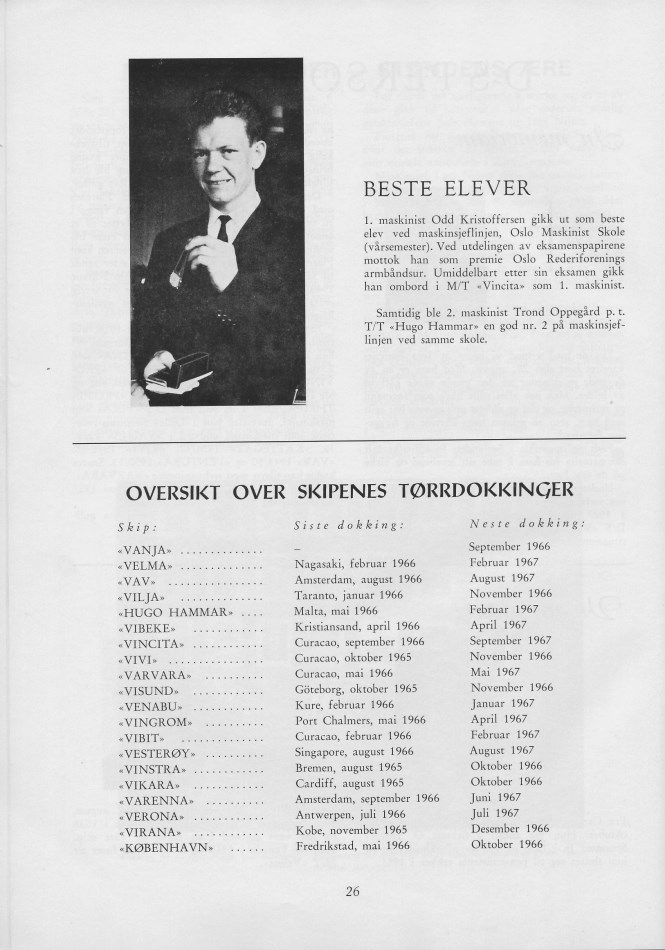 BESTE ELEVER
1. maskinist Odd Kristoffersen gikk ut som beste
elev ved maskinsjeflinjen, Oslo Maskinist Skole
(vårsemester). Ved utdelingen av eksamenspapirene
mottok han som premie Oslo Rederiforenings
armbåndsur. Umiddelbart etter sin eksamen gikk
han ombord i M/T «Vincita» som 1. maskinist.
Samtidig ble 2. maskinist Trond Oppegård p. t.
T/T «Hugo Hammar» en god nr. 2 på maskinsjef-
linjen ved samme skole.
OVERSIKT OVER SKIPENES TØRRDOKKINGER
Skip: Siste dokking: Neste dokking:
«VANJA» .............. – September 1966
«VELMA» .............. Nagasaki, februar 1966 Februar 1967
«VAV» ................ Amsterdam, august 1966 August 1967
«VILJA» .............. Taranto, januar 1966 November 1966
«HUGO HAMMAR» .... Malta, mai 1966 Februar 1967
«VIBEKE» ............ Kristiansand, april 1966 April 1967
«VINCITA» ............ Curacao, september 1966 September 1967
«VIVI» ................ Curacao, oktober 1965 November 1966
«VARVARA» .......... Curacao, mai 1966 Mai 1967
«VISUND» ............ Göteborg, oktober 1965 November 1966
«VENABU» ............ Kure, februar 1966 Januar 1967
«VINGROM» .......... Port Chalmers, mai 1966 April 1967
«VIBIT» .............. Curacao, februar 1966 Februar 1967
«VESTERØY» .......... Singapore, august 1966 August 1967
«VINSTRA» ............ Bremen, august 1965 Oktober 1966
«VIKARA» ............ Cardiff, august 1965 Oktober 1966
«VARENNA» .......... Amsterdam, september 1966 Juni 1967
«VERONA» ............ Antwerpen, juli 1966 Juli 1967
«VIRANA» ............ Kobe, november 1965 Desember 1966
«KØBENHAVN» ...... Fredrikstad, mai 1966 Oktober 1966
26